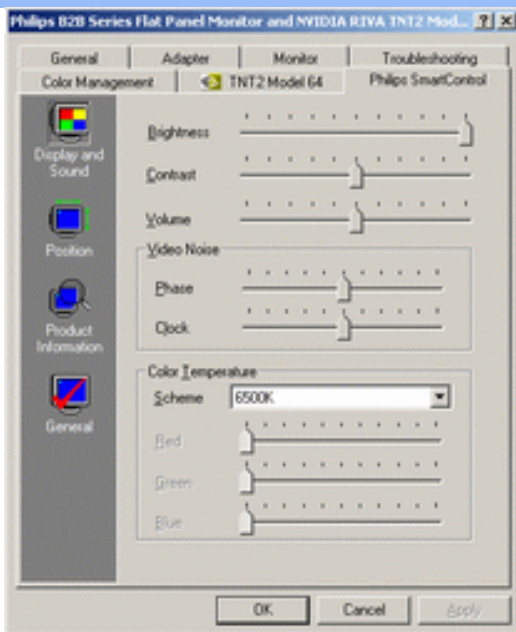 Philips B2B Series Flat Panel Monitor and NVIDIA RIVA TNT2 Mod...
General Adapter Monitor Troubleshooting
Color Management TNT2 Model 64 Philips SmartControl
Display and
Sound
Position
Product
Information
General
Brightness
Contrast
Volume
Video Noise
Phase
Clock
Color Temperature
Scheme 6500K
Red
Green
Blue
OK Cancel Apply